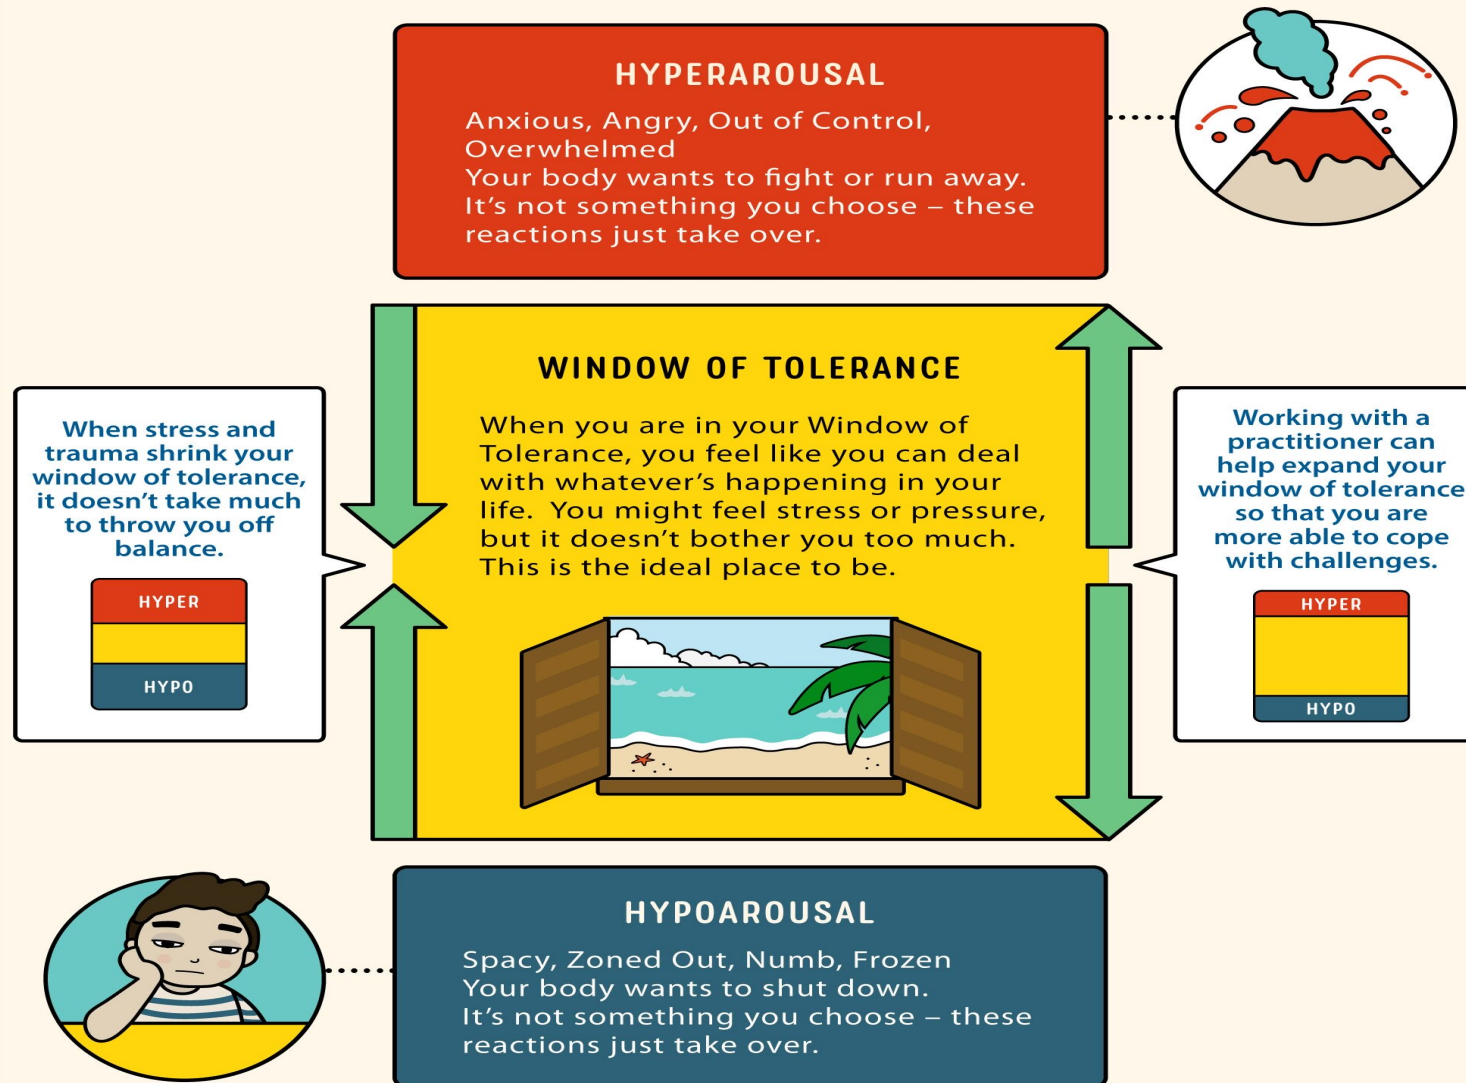 HYPERAROUSAL
Anxious, Angry, Out of Control,
Overwhelmed
Your body wants to fight or run away.
It’s not something you choose – these
reactions just take over.
WINDOW OF TOLERANCE
When you are in your Window of
Tolerance, you feel like you can deal
with whatever’s happening in your
life.  You might feel stress or pressure,
but it doesn’t bother you too much.
This is the ideal place to be.
When stress and
trauma shrink your
window of tolerance,
it doesn’t take much
to throw you off
balance.
HYPER
HYPO
Working with a
practitioner can
help expand your
window of tolerance
so that you are
more able to cope
with challenges.
HYPER
HYPO
HYPOAROUSAL
Spacy, Zoned Out, Numb, Frozen
Your body wants to shut down.
It’s not something you choose – these
reactions just take over.